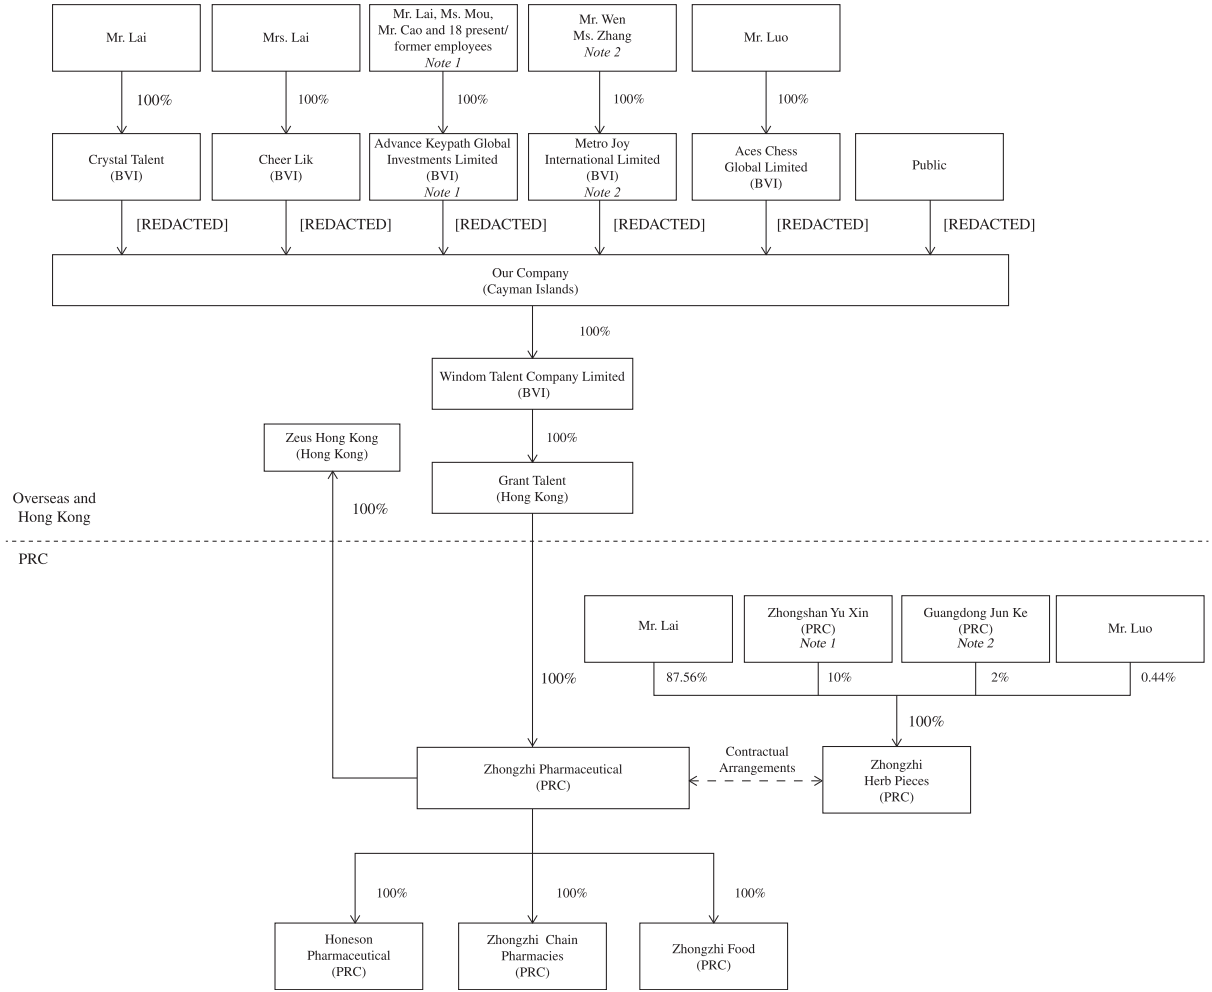 Mr. Lai
Mrs. Lai
Mr. Lai, Ms. Mou,
Mr. Cao and 18 present/
former employees
Note 1
Mr. Wen
Ms. Zhang
Note 2
Mr. Luo
100%
100%
100%
100%
100%
Crystal Talent
(BVI)
Cheer Lik
(BVI)
Advance Keypath Global
Investments Limited
(BVI)
Note 1
Metro Joy
International Limited
(BVI)
Note 2
Aces Chess
Global Limited
(BVI)
Public
[REDACTED]
[REDACTED]
[REDACTED]
[REDACTED]
[REDACTED]
[REDACTED]
Our Company
(Cayman Islands)
100%
Windom Talent Company Limited
(BVI)
100%
Zeus Hong Kong
(Hong Kong)
Grant Talent
(Hong Kong)
100%
Overseas and
Hong Kong
PRC
Mr. Lai
Zhongshan Yu Xin
(PRC)
Note 1
Guangdong Jun Ke
(PRC)
Note 2
Mr. Luo
100%
87.56%
10%
2%
0.44%
100%
Zhongzhi Pharmaceutical
(PRC)
Contractual
Arrangements
Zhongzhi
Herb Pieces
(PRC)
100%
100%
100%
Honeson
Pharmaceutical
(PRC)
Zhongzhi Chain
Pharmacies
(PRC)
Zhongzhi Food
(PRC)